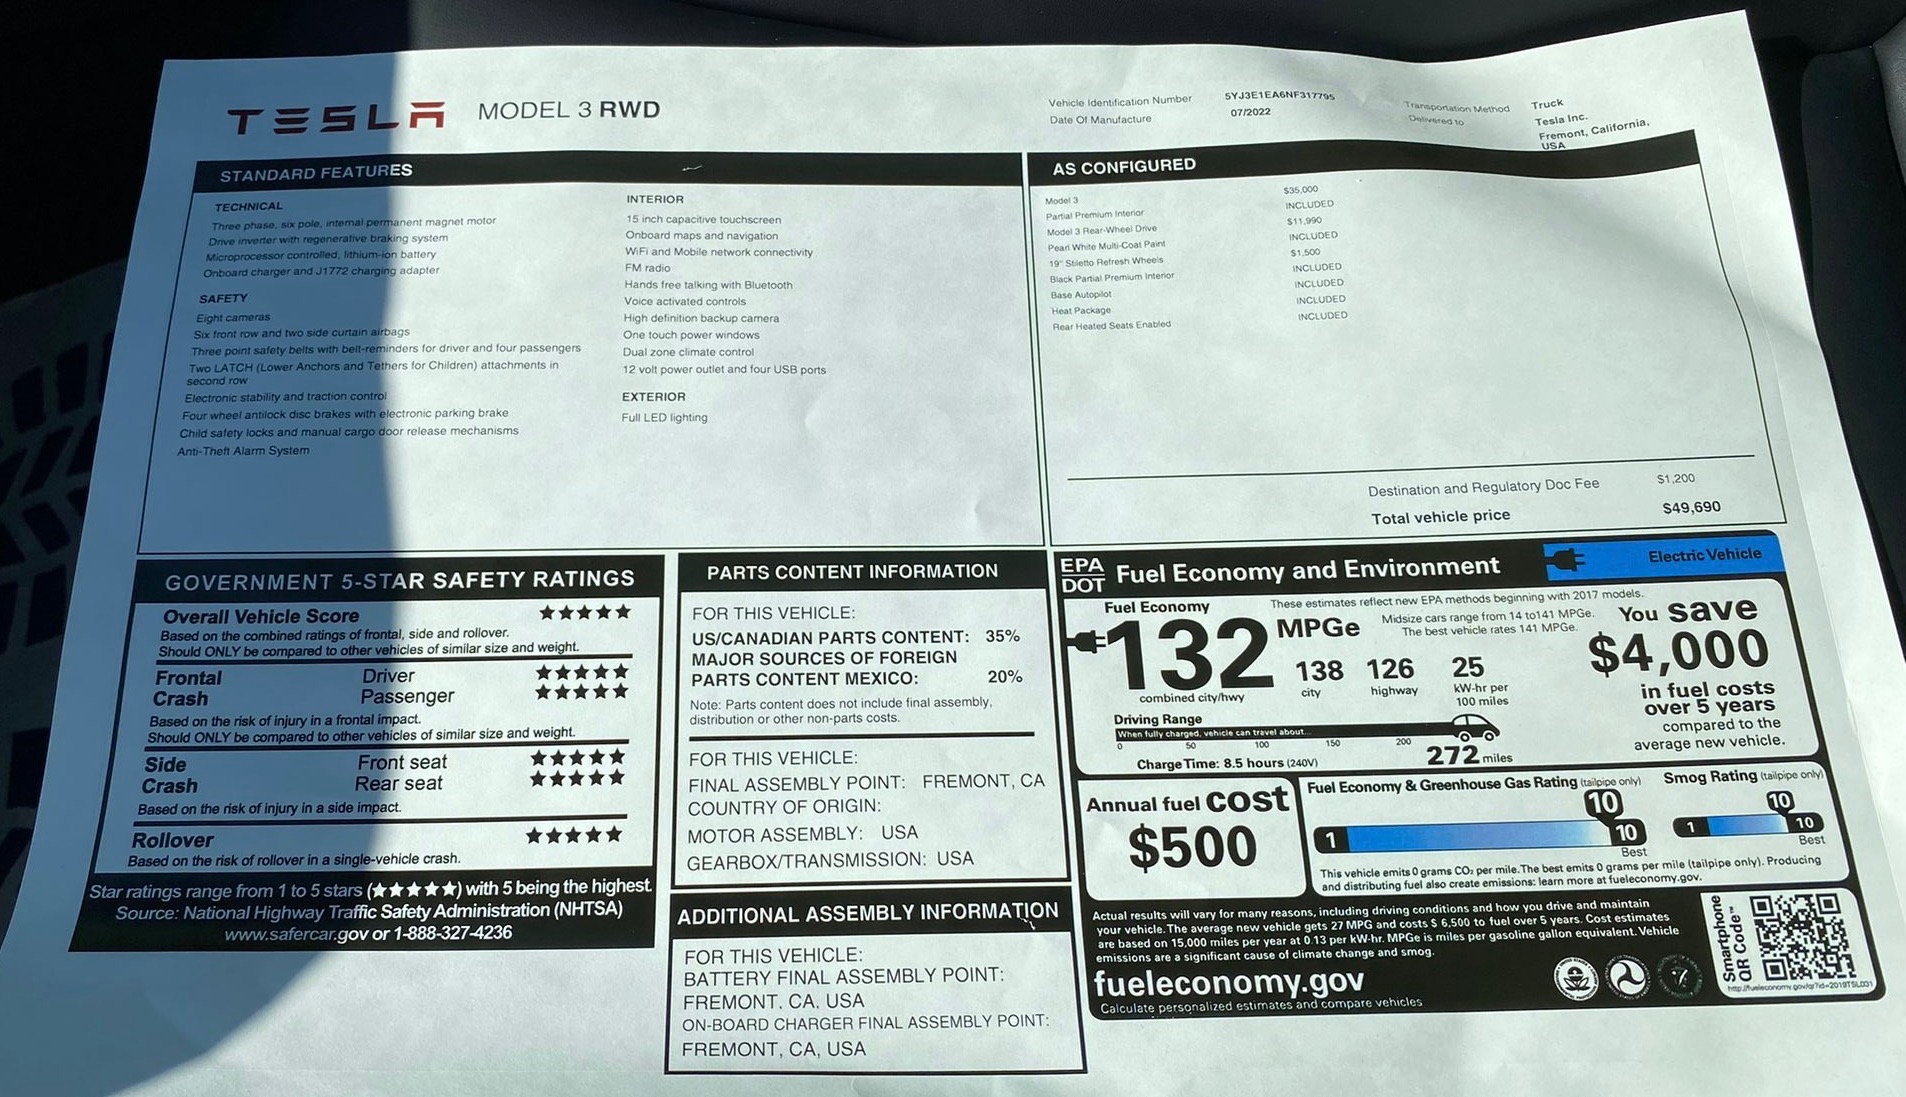 TESLA MODEL 3 RWD
Vehicle Identification Number 5YJ3E1EA6NF317795
Date Of Manufacture 07/2022
Transportation Method Truck
Delivered to Tesla Inc.
Fremont, California,
USA
STANDARD FEATURES
TECHNICAL
Three phase, six pole, internal permanent magnet motor
Drive inverter with regenerative braking system
Microprocessor controlled, lithium-ion battery
Onboard charger and J1772 charging adapter
SAFETY
Eight cameras
Six front row and two side curtain airbags
Three point safety belts with belt-reminders for driver and four passengers
Two LATCH (Lower Anchors and Tethers for Children) attachments in
second row
Electronic stability and traction control
Four wheel antilock disc brakes with electronic parking brake
Child safety locks and manual cargo door release mechanisms
Anti-Theft Alarm System
INTERIOR
15 inch capacitive touchscreen
Onboard maps and navigation
WiFi and Mobile network connectivity
FM radio
Hands free talking with Bluetooth
Voice activated controls
High definition backup camera
One touch power windows
Dual zone climate control
12 volt power outlet and four USB ports
EXTERIOR
Full LED lighting
AS CONFIGURED
Model 3 $35,000
Partial Premium Interior INCLUDED
Model 3 Rear-Wheel Drive $11,990
Pearl White Multi-Coat Paint INCLUDED
19" Stiletto Refresh Wheels $1,500
Black Partial Premium Interior INCLUDED
Base Autopilot INCLUDED
Heat Package INCLUDED
Rear Heated Seats Enabled INCLUDED
Destination and Regulatory Doc Fee $1,200
Total vehicle price $49,690
GOVERNMENT 5-STAR SAFETY RATINGS
Overall Vehicle Score ★★★★★
Based on the combined ratings of frontal, side and rollover.
Should ONLY be compared to other vehicles of similar size and weight.
Frontal Driver ★★★★★
Crash Passenger ★★★★★
Based on the risk of injury in a frontal impact.
Should ONLY be compared to other vehicles of similar size and weight.
Side Front seat ★★★★★
Crash Rear seat ★★★★★
Based on the risk of injury in a side impact.
Rollover ★★★★★
Based on the risk of rollover in a single-vehicle crash.
Star ratings range from 1 to 5 stars (★★★★★) with 5 being the highest.
Source: National Highway Traffic Safety Administration (NHTSA)
www.safercar.gov or 1-888-327-4236
PARTS CONTENT INFORMATION
FOR THIS VEHICLE:
US/CANADIAN PARTS CONTENT: 35%
MAJOR SOURCES OF FOREIGN
PARTS CONTENT MEXICO: 20%
Note: Parts content does not include final assembly,
distribution or other non-parts costs.
FOR THIS VEHICLE:
FINAL ASSEMBLY POINT: FREMONT, CA
COUNTRY OF ORIGIN:
MOTOR ASSEMBLY: USA
GEARBOX/TRANSMISSION: USA
ADDITIONAL ASSEMBLY INFORMATION
FOR THIS VEHICLE:
BATTERY FINAL ASSEMBLY POINT:
FREMONT, CA, USA
ON-BOARD CHARGER FINAL ASSEMBLY POINT:
FREMONT, CA, USA
EPA
DOT
Fuel Economy and Environment
Electric Vehicle
Fuel Economy
These estimates reflect new EPA methods beginning with 2017 models.
132 MPGe
combined city/hwy
Midsize cars range from 14 to141 MPGe.
The best vehicle rates 141 MPGe.
138
city
126
highway
25
kW-hr per
100 miles
You save
$4,000
in fuel costs
over 5 years
compared to the
average new vehicle.
Driving Range
When fully charged, vehicle can travel about...
0 50 100 150 200 272 miles
Charge Time: 8.5 hours (240V)
Annual fuel COST
$500
Fuel Economy & Greenhouse Gas Rating (tailpipe only)
10
1 10
Best
Smog Rating (tailpipe only)
10
1 10
Best
This vehicle emits 0 grams CO₂ per mile. The best emits 0 grams per mile (tailpipe only). Producing
and distributing fuel also create emissions: learn more at fueleconomy.gov.
Actual results will vary for many reasons, including driving conditions and how you drive and maintain
your vehicle. The average new vehicle gets 27 MPG and costs $ 6,500 to fuel over 5 years. Cost estimates
are based on 15,000 miles per year at 0.13 per kW-hr. MPGe is miles per gasoline gallon equivalent. Vehicle
emissions are a significant cause of climate change and smog.
fueleconomy.gov
Calculate personalized estimates and compare vehicles
Smartphone
QR Code™
http://fueleconomy.gov/qr?id=2019TSL031